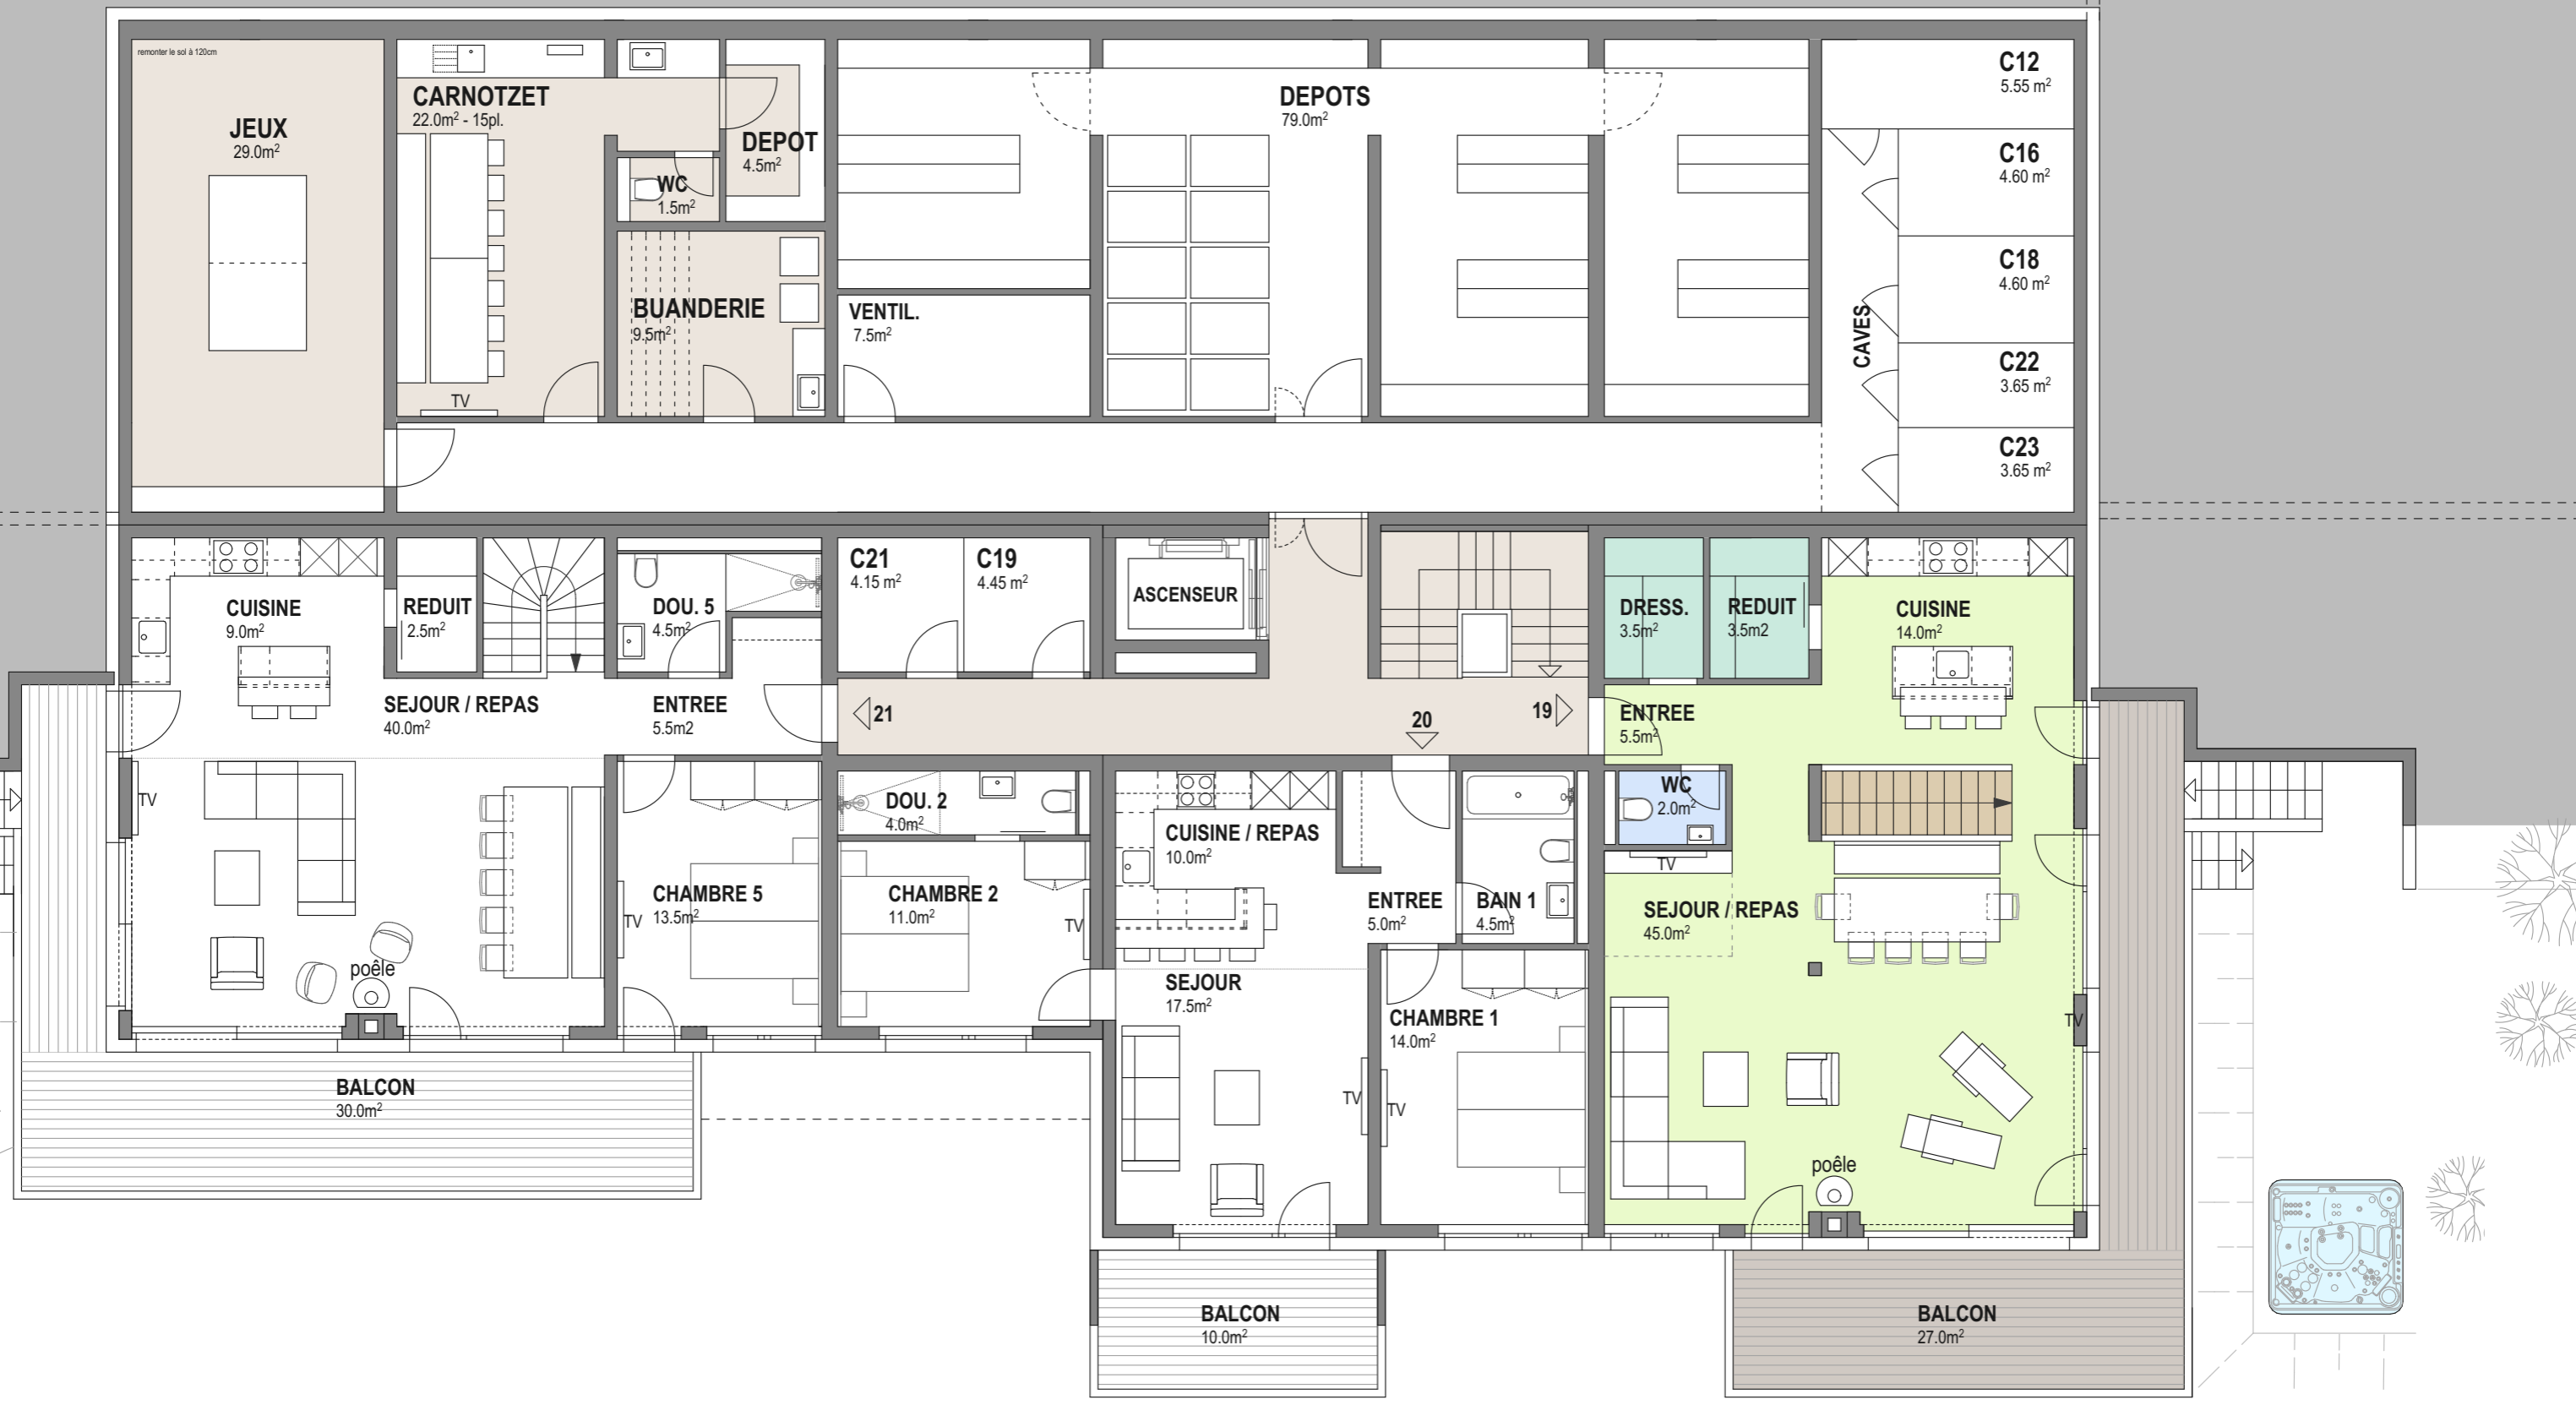 remonter le sol à 120cm
JEUX
29.0m²
CARNOTZET
22.0m² - 15pl.
TV
DEPOT
4.5m²
WC
1.5m²
BUANDERIE
9.5m²
VENTIL.
7.5m²
DEPOTS
79.0m²
CAVES
C12
5.55 m²
C16
4.60 m²
C18
4.60 m²
C22
3.65 m²
C23
3.65 m²
CUISINE
9.0m²
REDUIT
2.5m²
DOU. 5
4.5m²
C21
4.15 m²
C19
4.45 m²
ASCENSEUR
DRESS.
3.5m²
REDUIT
3.5m2
CUISINE
14.0m²
SEJOUR / REPAS
40.0m²
ENTREE
5.5m2
21
20
19
ENTREE
5.5m²
TV
DOU. 2
4.0m²
CUISINE / REPAS
10.0m²
WC
2.0m²
TV
CHAMBRE 5
13.5m²
TV
CHAMBRE 2
11.0m²
TV
ENTREE
5.0m²
BAIN 1
4.5m²
SEJOUR / REPAS
45.0m²
poêle
SEJOUR
17.5m²
CHAMBRE 1
14.0m²
TV
TV
TV
poêle
BALCON
30.0m²
BALCON
10.0m²
BALCON
27.0m²